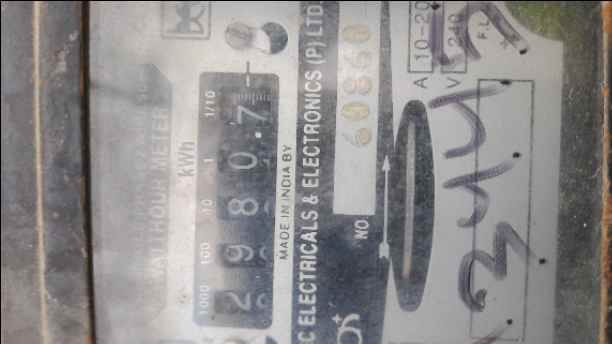 WATTHOUR METER
kWh
1000 100 10 1 1/10
2 9 8 0 .7
MADE IN INDIA BY
C ELECTRICALS & ELECTRONICS (P) LTD.
NO.
A 10-20
V 240
F.L.
345